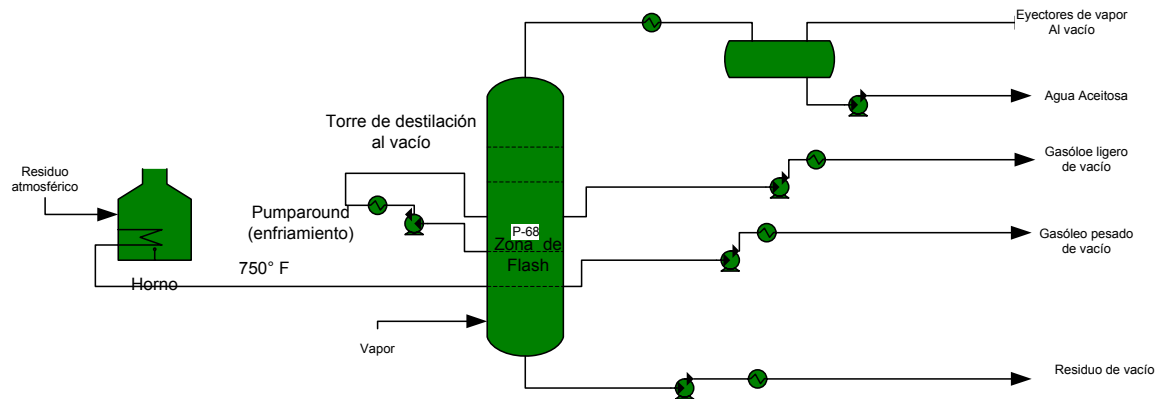 Eyectores de vapor
Al vacío
Agua Aceitosa
Torre de destilación
al vacío
Gasóloe ligero
de vacío
Residuo
atmosférico
Pumparound
(enfriamiento)
P-68
Zona de
Flash
Gasóleo pesado
de vacío
750° F
Horno
Vapor
Residuo de vacío